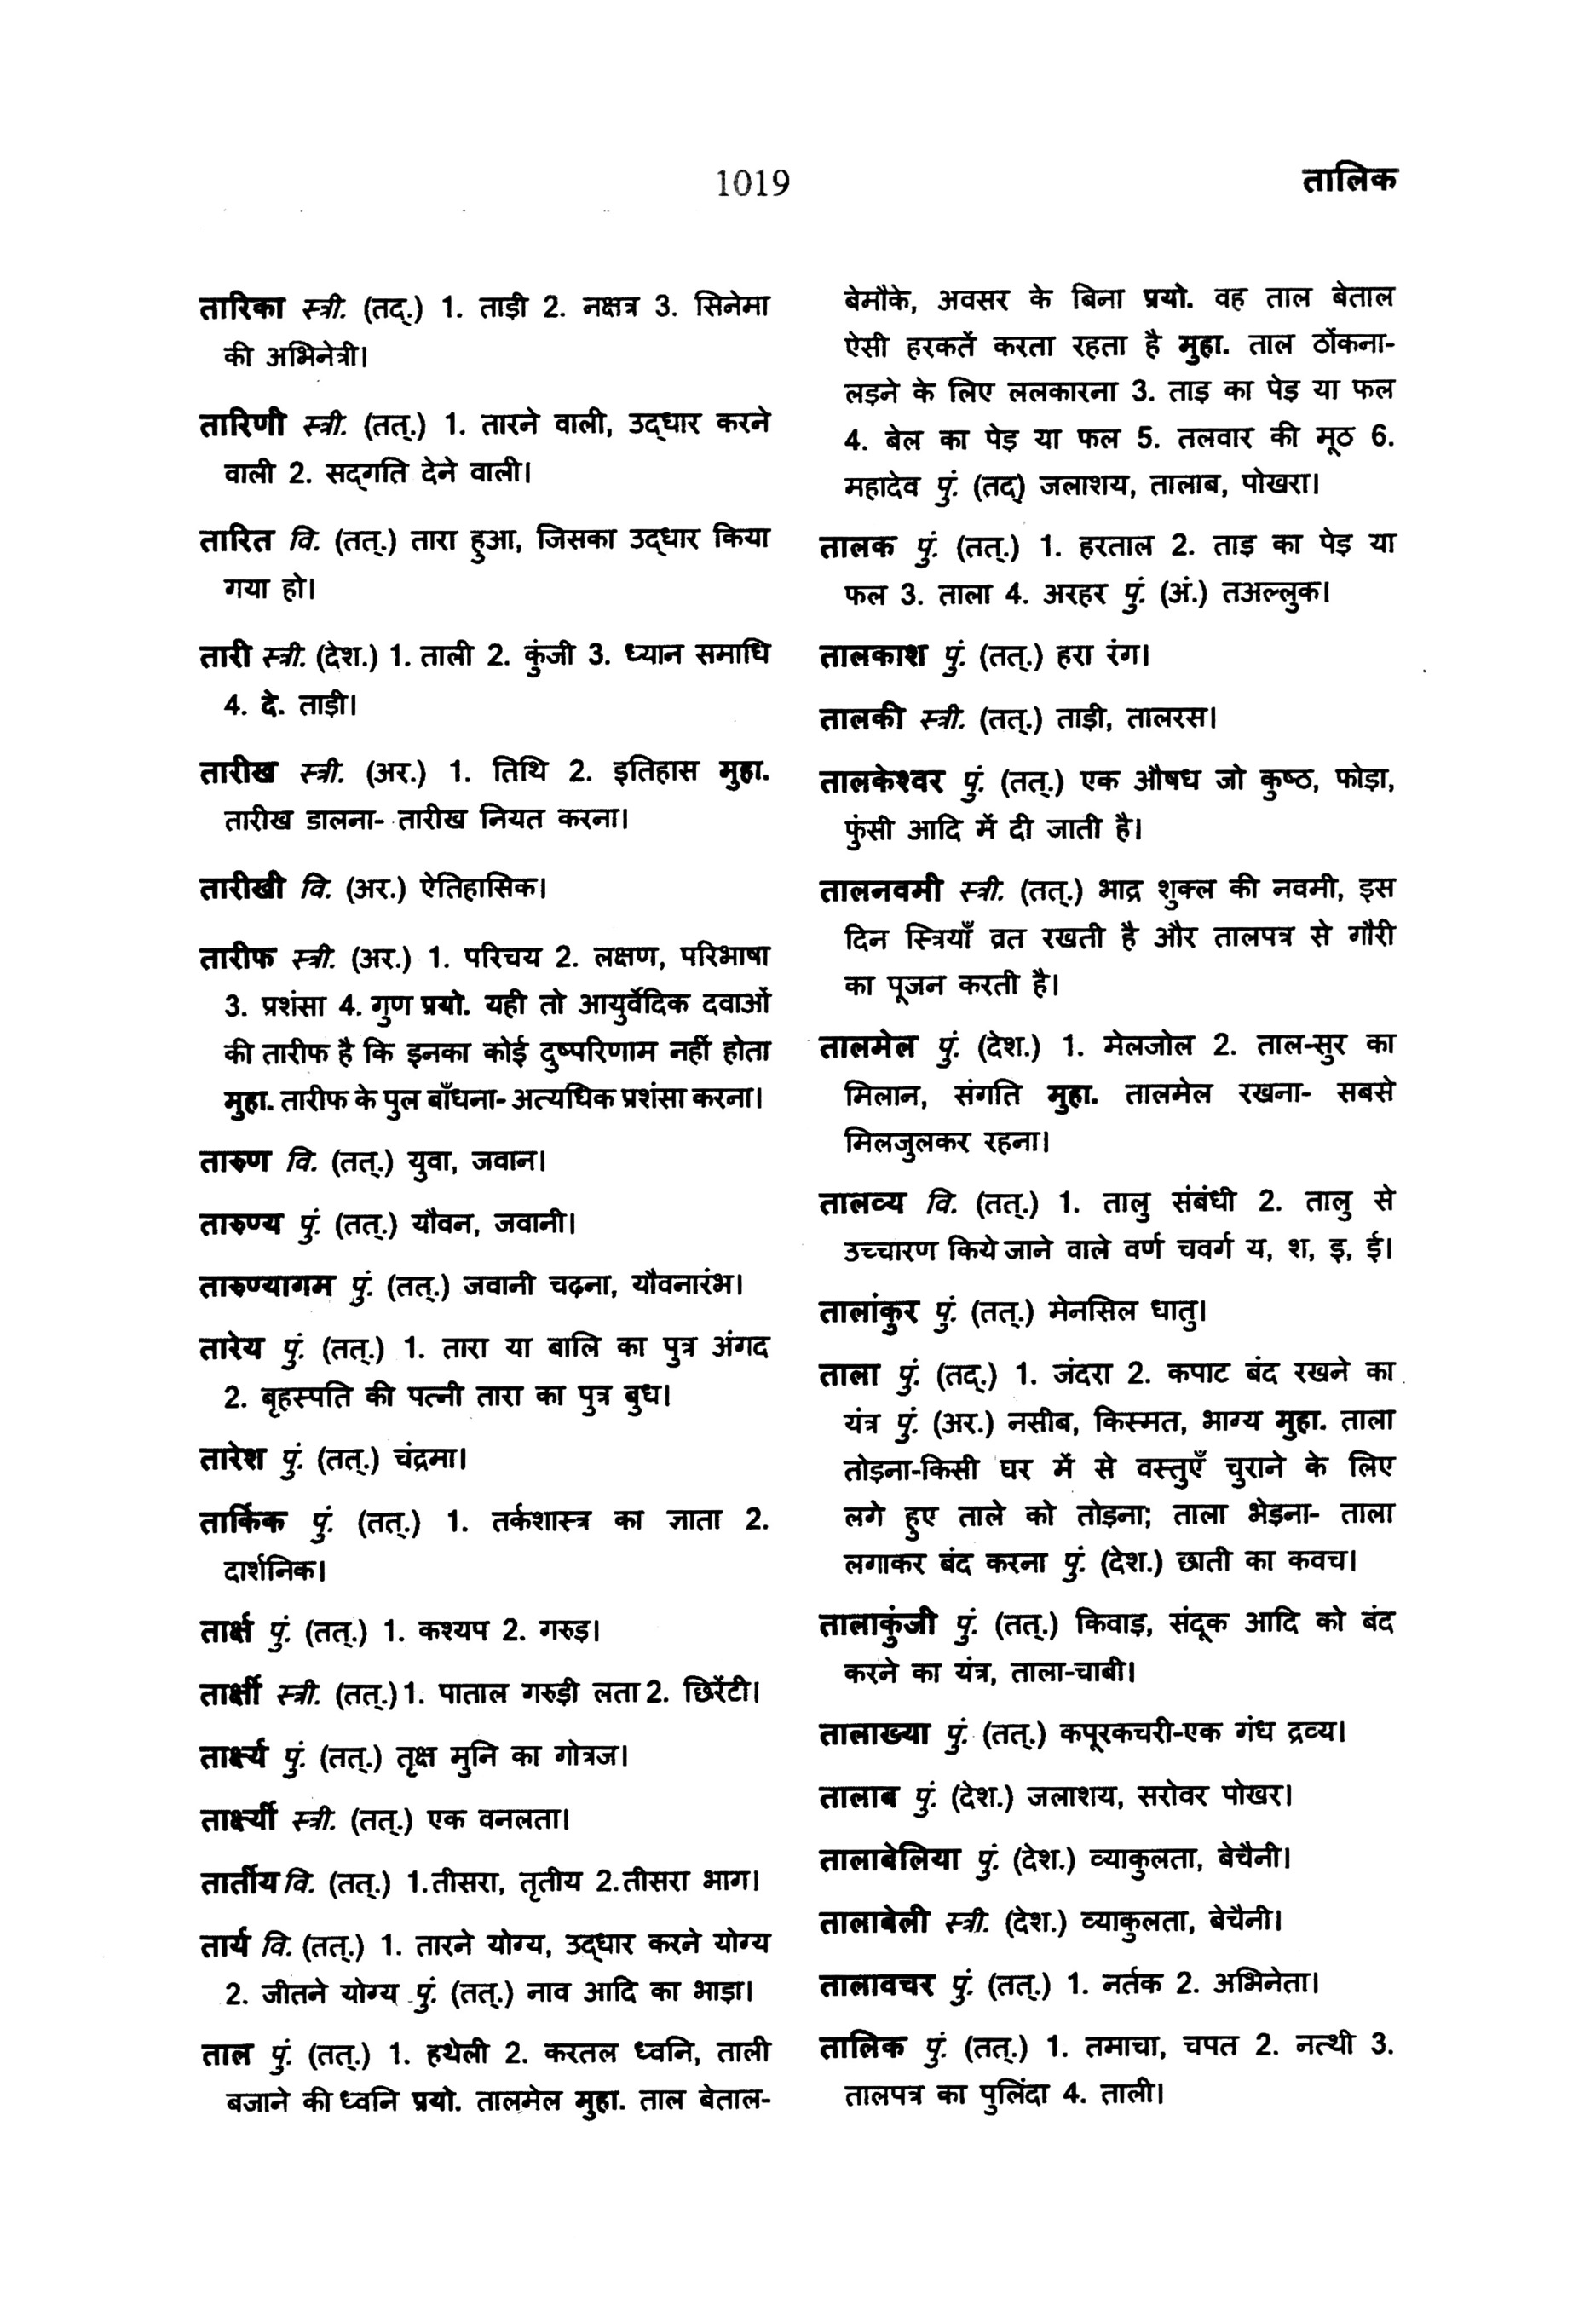 1019
तालिक
तारिका स्त्री. (तद्.) 1. ताड़ी 2. नक्षत्र 3. सिनेमा
की अभिनेत्री।
तारिणी स्त्री. (तत्.) 1. तारने वाली, उद्धार करने
वाली 2. सद्गति देने वाली।
तारित वि. (तत्.) तारा हुआ, जिसका उद्धार किया
गया हो।
तारी स्त्री. (देश.) 1. ताली 2. कुंजी 3. ध्यान समाधि
4. दे. ताड़ी।
तारीख स्त्री. (अर.) 1. तिथि 2. इतिहास मुहा.
तारीख डालना- तारीख नियत करना।
तारीखी वि. (अर.) ऐतिहासिक।
तारीफ स्त्री. (अर.) 1. परिचय 2. लक्षण, परिभाषा
3. प्रशंसा 4. गुण प्रयो. यही तो आयुर्वेदिक दवाओं
की तारीफ है कि इनका कोई दुष्परिणाम नहीं होता
मुहा. तारीफ के पुल बाँधना- अत्यधिक प्रशंसा करना।
तारुण वि. (तत्.) युवा, जवान।
तारुण्य पुं. (तत्.) यौवन, जवानी।
तारुण्यागम पुं. (तत्.) जवानी चढ़ना, यौवनारंभ।
तारेय पुं. (तत्.) 1. तारा या बालि का पुत्र अंगद
2. बृहस्पति की पत्नी तारा का पुत्र बुध।
तारेश पुं. (तत्.) चंद्रमा।
तार्किक पुं. (तत्.) 1. तर्कशास्त्र का ज्ञाता 2.
दार्शनिक।
तार्क्ष पुं. (तत्.) 1. कश्यप 2. गरुड़।
तार्क्षी स्त्री. (तत्.) 1. पाताल गरुड़ी लता 2. छिरेंटी।
तार्क्ष्य पुं. (तत्.) तृक्ष मुनि का गोत्रज।
तार्क्ष्यी स्त्री. (तत्.) एक वनलता।
तार्तीय वि. (तत्.) 1.तीसरा, तृतीय 2.तीसरा भाग।
तार्य वि. (तत्.) 1. तारने योग्य, उद्धार करने योग्य
2. जीतने योग्य पुं. (तत्.) नाव आदि का भाड़ा।
ताल पुं. (तत्.) 1. हथेली 2. करतल ध्वनि, ताली
बजाने की ध्वनि प्रयो. तालमेल मुहा. ताल बेताल-
बेमौके, अवसर के बिना प्रयो. वह ताल बेताल
ऐसी हरकतें करता रहता है मुहा. ताल ठोंकना-
लड़ने के लिए ललकारना 3. ताड़ का पेड़ या फल
4. बेल का पेड़ या फल 5. तलवार की मूठ 6.
महादेव पुं. (तद्) जलाशय, तालाब, पोखरा।
तालक पुं. (तत्.) 1. हरताल 2. ताड़ का पेड़ या
फल 3. ताला 4. अरहर पुं. (अं.) तअल्लुक।
तालकाश पुं. (तत्.) हरा रंग।
तालकी स्त्री. (तत्.) ताड़ी, तालरस।
तालकेश्वर पुं. (तत्.) एक औषध जो कुष्ठ, फोड़ा,
फुंसी आदि में दी जाती है।
तालनवमी स्त्री. (तत्.) भाद्र शुक्ल की नवमी, इस
दिन स्त्रियाँ व्रत रखती है और तालपत्र से गौरी
का पूजन करती है।
तालमेल पुं. (देश.) 1. मेलजोल 2. ताल-सुर का
मिलान, संगति मुहा. तालमेल रखना- सबसे
मिलजुलकर रहना।
तालव्य वि. (तत्.) 1. तालु संबंधी 2. तालु से
उच्चारण किये जाने वाले वर्ण चवर्ग य, श, इ, ई।
तालांकुर पुं. (तत्.) मेनसिल धातु।
ताला पुं. (तद्.) 1. जंदरा 2. कपाट बंद रखने का
यंत्र पुं. (अर.) नसीब, किस्मत, भाग्य मुहा. ताला
तोड़ना-किसी घर में से वस्तुएँ चुराने के लिए
लगे हुए ताले को तोड़ना; ताला भेड़ना- ताला
लगाकर बंद करना पुं. (देश.) छाती का कवच।
तालाकुंजी पुं. (तत्.) किवाड़, संदूक आदि को बंद
करने का यंत्र, ताला-चाबी।
तालाख्या पुं. (तत्.) कपूरकचरी-एक गंध द्रव्य।
तालाब पुं. (देश.) जलाशय, सरोवर पोखर।
तालाबेलिया पुं. (देश.) व्याकुलता, बेचैनी।
तालाबेली स्त्री. (देश.) व्याकुलता, बेचैनी।
तालावचर पुं. (तत्.) 1. नर्तक 2. अभिनेता।
तालिक पुं. (तत्.) 1. तमाचा, चपत 2. नत्थी 3.
तालपत्र का पुलिंदा 4. ताली।